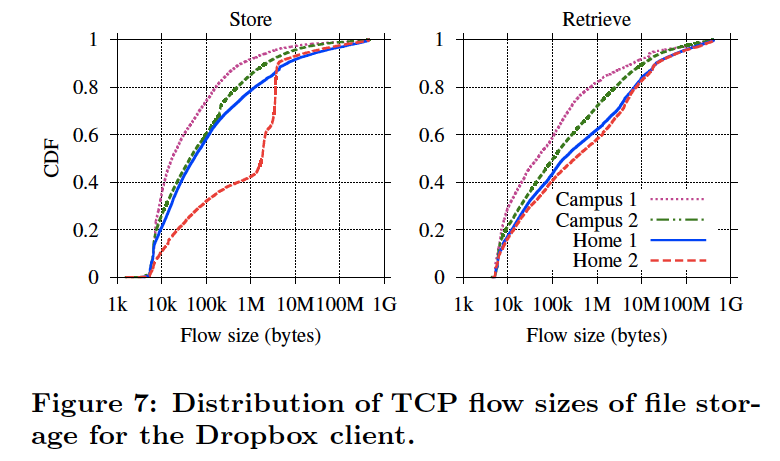 Store
Retrieve
CDF
1
0.8
0.6
0.4
0.2
0
1k 10k 100k 1M 10M100M 1G
Flow size (bytes)
1
0.8
0.6
0.4
0.2
0
Campus 1
Campus 2
Home 1
Home 2
1k 10k 100k 1M 10M100M 1G
Flow size (bytes)
Figure 7: Distribution of TCP flow sizes of file stor-
age for the Dropbox client.